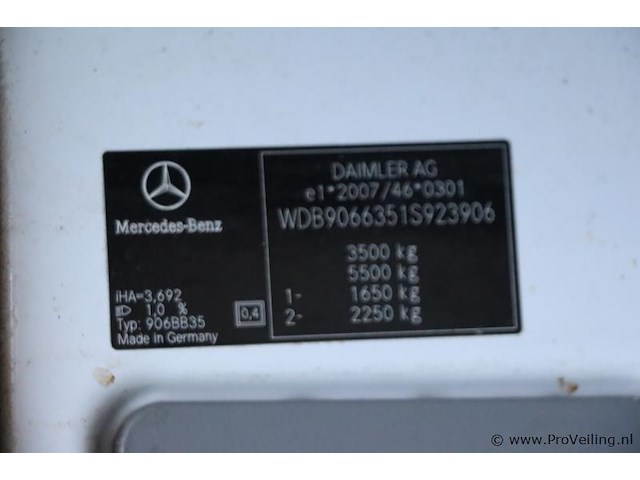 Mercedes-Benz
iHA=3,692
1,0 %
Typ: 906BB35
Made in Germany
0,4
DAIMLER AG
e1*2007/46*0301
WDB9066351S923906
3500 kg
5500 kg
1- 1650 kg
2- 2250 kg
© www.ProVeiling.nl